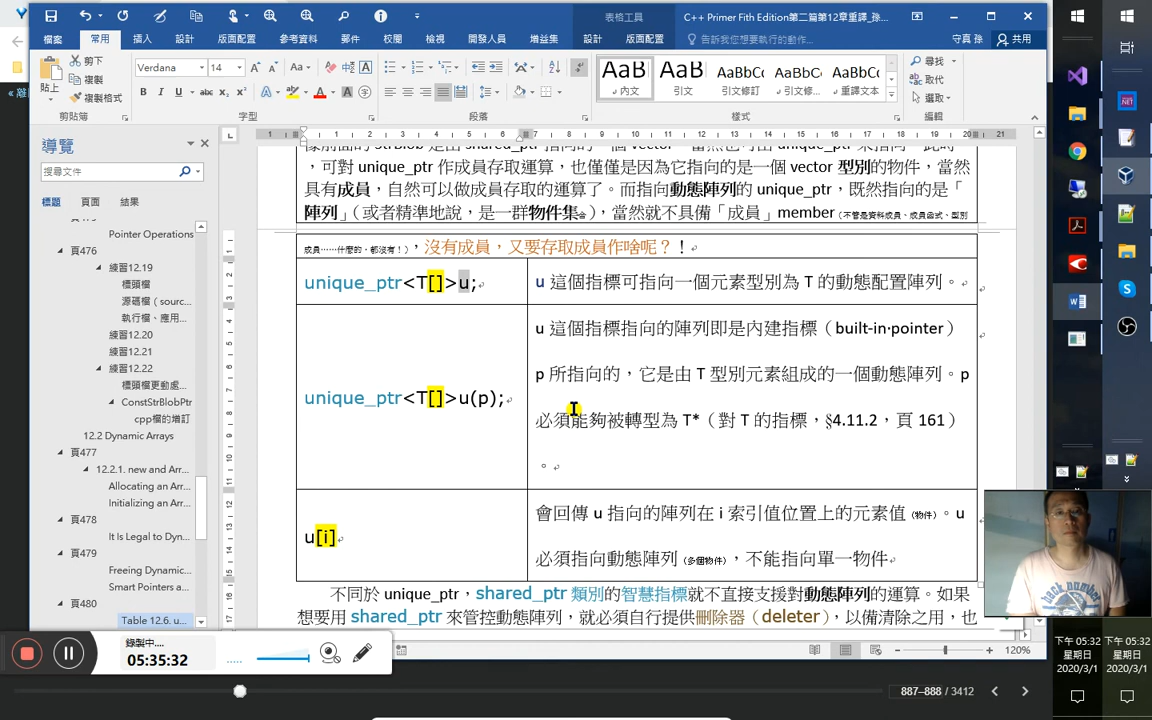 C++ Primer Fith Edition第二篇第12章重譯_孫...
表格工具
檔案 常用 插入 設計 版面配置 參考資料 郵件 校閱 檢視 開發人員 增益集 設計 版面配置 告訴我您想要執行的動作... 守真 孫 共用
貼上 剪下 複製 複製格式
Verdana 14
AaB 內文 AaB 引文 AaBbCc 引文修訂 AaBbCc 引文修... AaBbCc 重譯文本
尋找 取代 選取
剪貼簿 字型 段落 樣式 編輯
導覽
搜尋文件
標題 頁面 結果
Pointer Operations
頁476
練習12.19
標頭檔
源碼檔（sourc...
執行檔、應用...
練習12.20
練習12.21
練習12.22
標頭檔更動處...
ConstStrBlobPtr...
cpp檔的增訂
12.2 Dynamic Arrays
頁477
12.2.1. new and Arr...
Allocating an Arr...
Initializing an Arr...
頁478
It Is Legal to Dyn...
頁479
Freeing Dynamic...
Smart Pointers a...
頁480
Table 12.6. u...
，可對 unique_ptr 作成員存取運算，也僅僅是因為它指向的是一個 vector 型別的物件，當然
具有成員，自然可以做成員存取的運算了。而指向動態陣列的 unique_ptr，既然指向的是「
陣列」（或者精準地說，是一群物件集合），當然就不具備「成員」member（不管是資料成員、成員函式、型別
成員……什麼的，都沒有！），沒有成員，又要存取成員作啥呢？！
unique_ptr<T[]>u;
u 這個指標可指向一個元素型別為 T 的動態配置陣列。
unique_ptr<T[]>u(p);
u 這個指標指向的陣列即是內建指標（built-in·pointer）
p 所指向的，它是由 T 型別元素組成的一個動態陣列。p
必須能夠被轉型為 T*（對 T 的指標，§4.11.2，頁 161）
。
u[i]
會回傳 u 指向的陣列在 i 索引值位置上的元素值（物件）。u
必須指向動態陣列（多個物件），不能指向單一物件
不同於 unique_ptr，shared_ptr 類別的智慧指標就不直接支援對動態陣列的運算。如果
想要用 shared_ptr 來管控動態陣列，就必須自行提供刪除器（deleter），以備清除之用，也
錄製中....
05:35:32
120%
887–888 / 3412
下午 05:32
星期日
2020/3/1
下午 05:32
星期日
2020/3/1